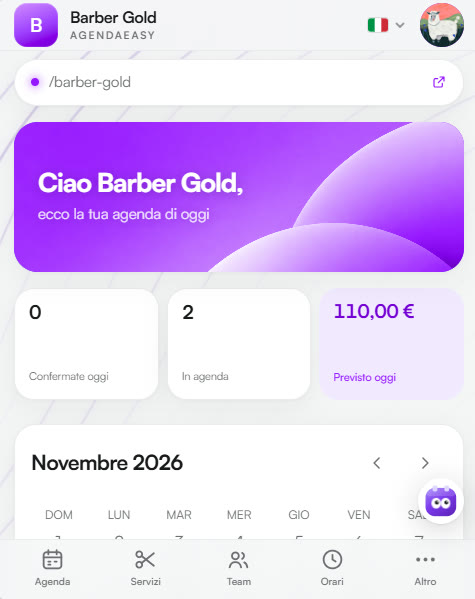 B
Barber Gold
AGENDAEASY
/barber-gold
Ciao Barber Gold,
ecco la tua agenda di oggi
0
2
110,00 €
Confermate oggi
In agenda
Previsto oggi
Novembre 2026
DOM LUN MAR MER GIO VEN
Agenda Servizi Team Orari Altro